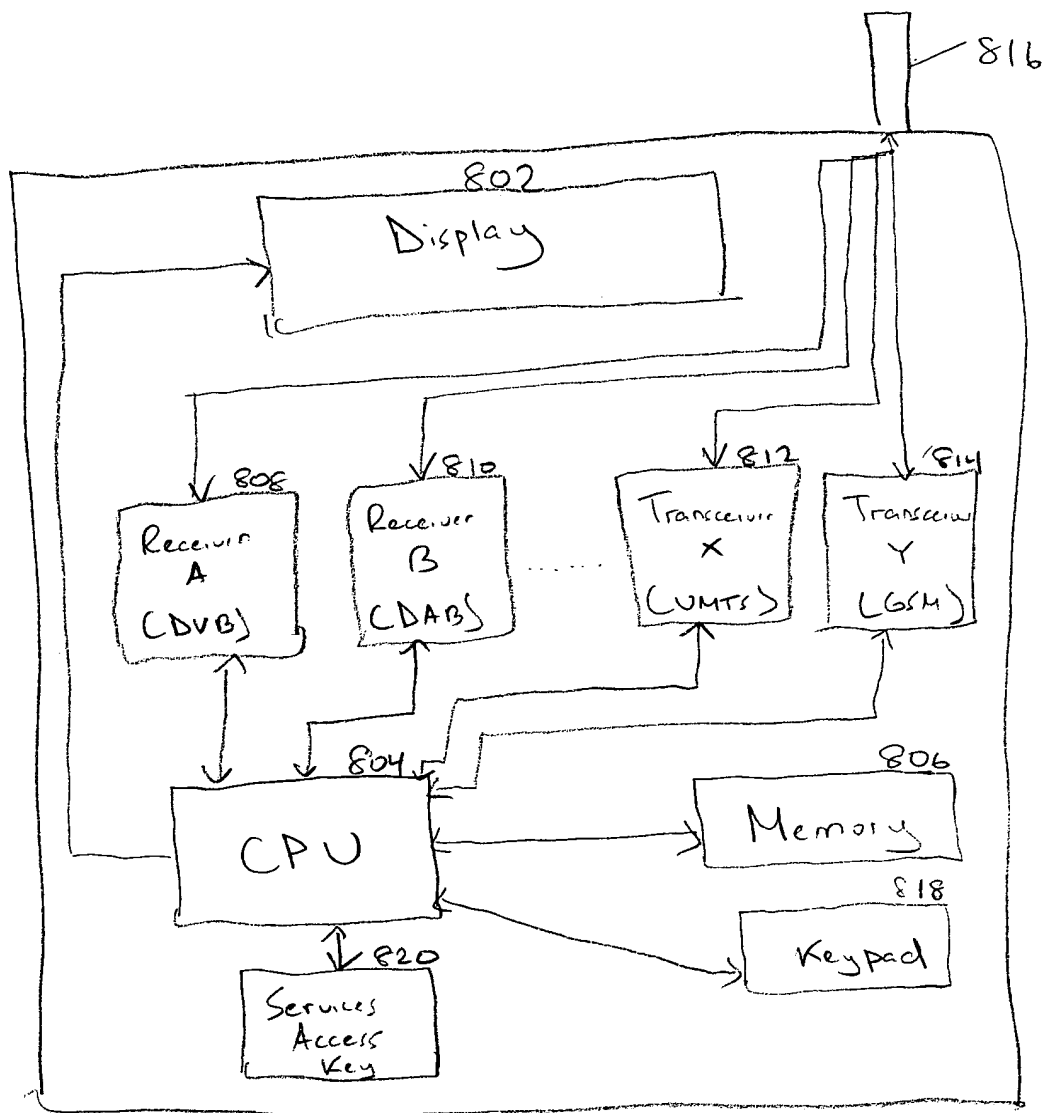 816
802
Display
808
Receiver
A
(DVB)
810
Receiver
B
(DAB)
......
812
Transceiver
X
(UMTS)
814
Transceiver
Y
(GSM)
804
CPU
806
Memory
818
Keypad
820
Services
Access
Key